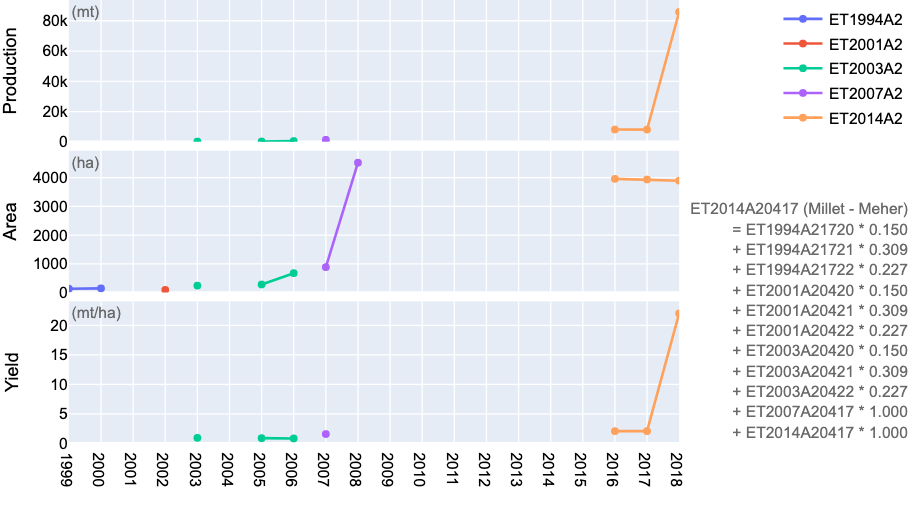 Production
(mt)
80k
60k
40k
20k
0
Area
(ha)
4000
3000
2000
1000
0
Yield
(mt/ha)
20
15
10
5
0
1999
2000
2001
2002
2003
2004
2005
2006
2007
2008
2009
2010
2011
2012
2013
2014
2015
2016
2017
2018
ET1994A2
ET2001A2
ET2003A2
ET2007A2
ET2014A2
ET2014A20417 (Millet - Meher)
= ET1994A21720 * 0.150
+ ET1994A21721 * 0.309
+ ET1994A21722 * 0.227
+ ET2001A20420 * 0.150
+ ET2001A20421 * 0.309
+ ET2001A20422 * 0.227
+ ET2003A20420 * 0.150
+ ET2003A20421 * 0.309
+ ET2003A20422 * 0.227
+ ET2007A20417 * 1.000
+ ET2014A20417 * 1.000